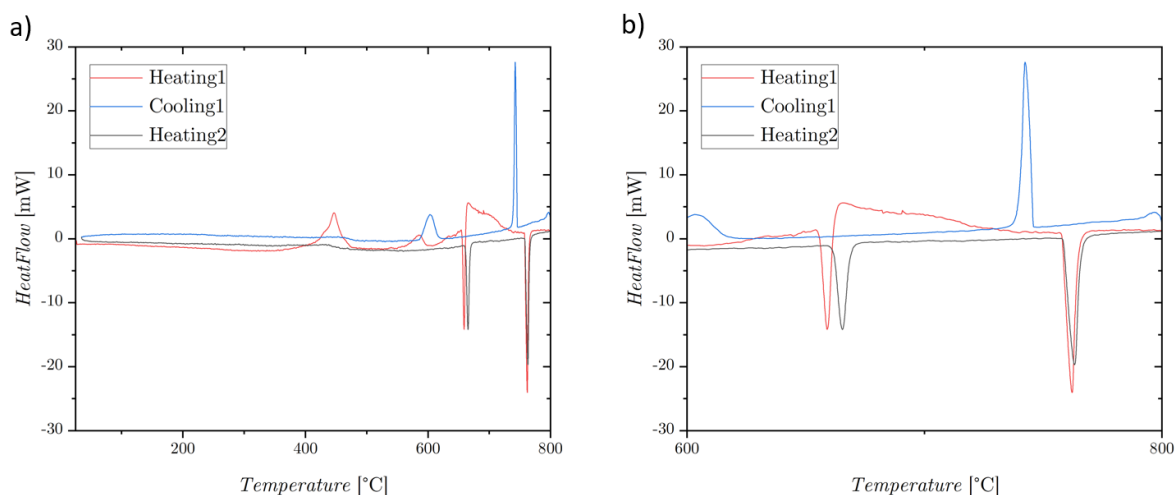 a)
30
20
10
0
-10
-20
-30
HeatFlow [mW]
Heating1
Cooling1
Heating2
200
400
600
800
Temperature [°C]
b)
30
20
10
0
-10
-20
-30
HeatFlow [mW]
Heating1
Cooling1
Heating2
600
800
Temperature [°C]